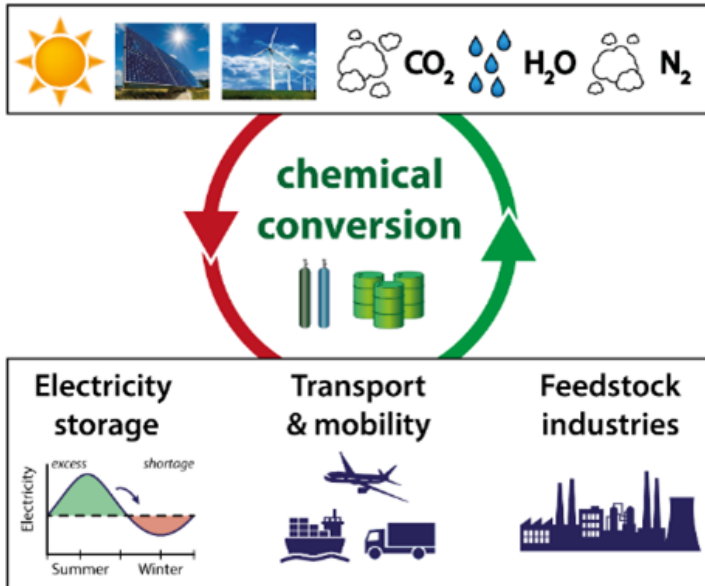 CO₂ H₂O N₂
chemical
conversion
Electricity
storage
Transport
& mobility
Feedstock
industries
excess shortage
Electricity
Summer Winter